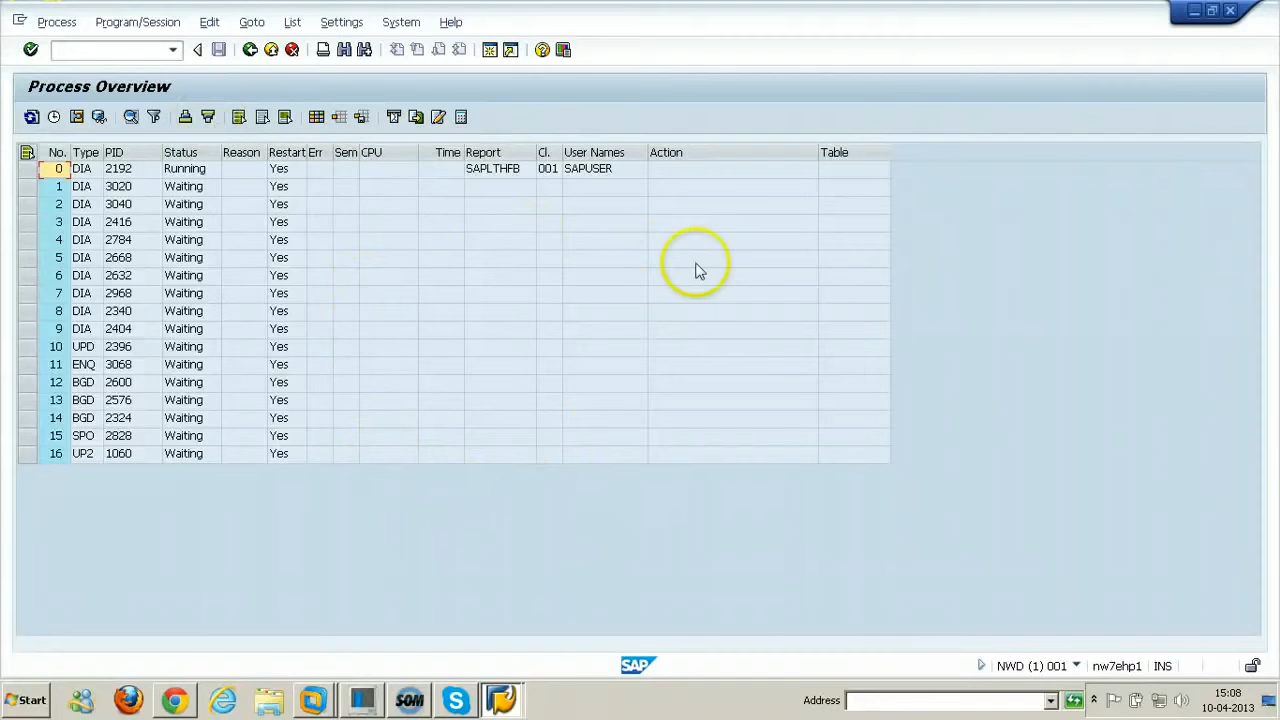 Process Program/Session Edit Goto List Settings System Help
Process Overview
No. Type PID Status Reason Restart Err Sem CPU Time Report Cl. User Names Action Table
0 DIA 2192 Running Yes SAPLTHFB 001 SAPUSER
1 DIA 3020 Waiting Yes
2 DIA 3040 Waiting Yes
3 DIA 2416 Waiting Yes
4 DIA 2784 Waiting Yes
5 DIA 2668 Waiting Yes
6 DIA 2632 Waiting Yes
7 DIA 2968 Waiting Yes
8 DIA 2340 Waiting Yes
9 DIA 2404 Waiting Yes
10 UPD 2396 Waiting Yes
11 ENQ 3068 Waiting Yes
12 BGD 2600 Waiting Yes
13 BGD 2576 Waiting Yes
14 BGD 2324 Waiting Yes
15 SPO 2828 Waiting Yes
16 UP2 1060 Waiting Yes
SAP NWD (1) 001 nw7ehp1 INS
Start SOM Address 15:08
10-04-2013